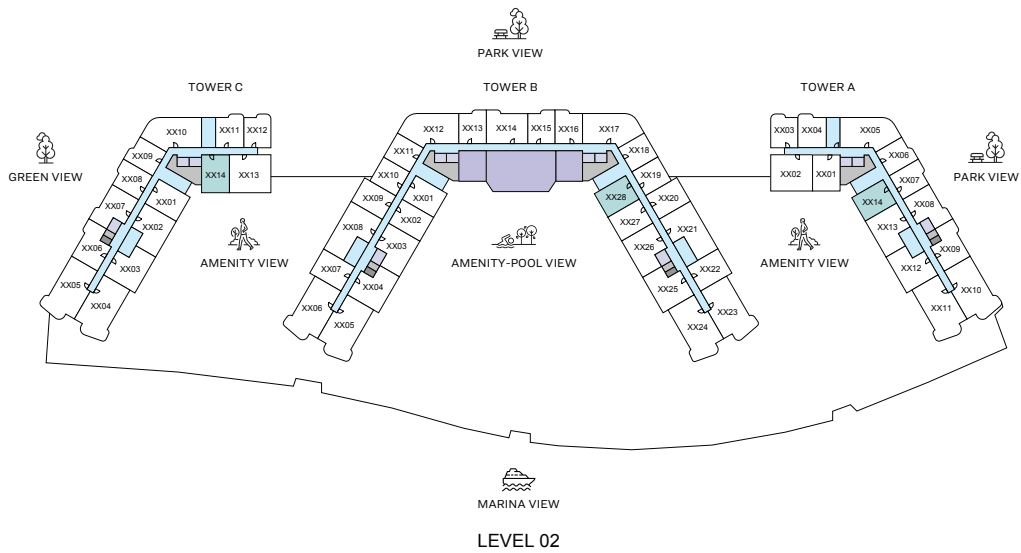 PARK VIEW
TOWER C
TOWER B
TOWER A
XX10
XX11
XX12
XX09
XX08
XX07
XX06
XX05
XX04
XX03
XX02
XX01
XX14
XX13
XX12
XX13
XX14
XX15
XX16
XX17
XX11
XX10
XX09
XX08
XX07
XX06
XX05
XX04
XX03
XX02
XX01
XX18
XX19
XX20
XX21
XX22
XX23
XX24
XX25
XX26
XX27
XX28
XX03
XX04
XX05
XX02
XX01
XX06
XX07
XX08
XX09
XX10
XX11
XX12
XX13
XX14
GREEN VIEW
PARK VIEW
AMENITY VIEW
AMENITY-POOL VIEW
AMENITY VIEW
MARINA VIEW
LEVEL 02